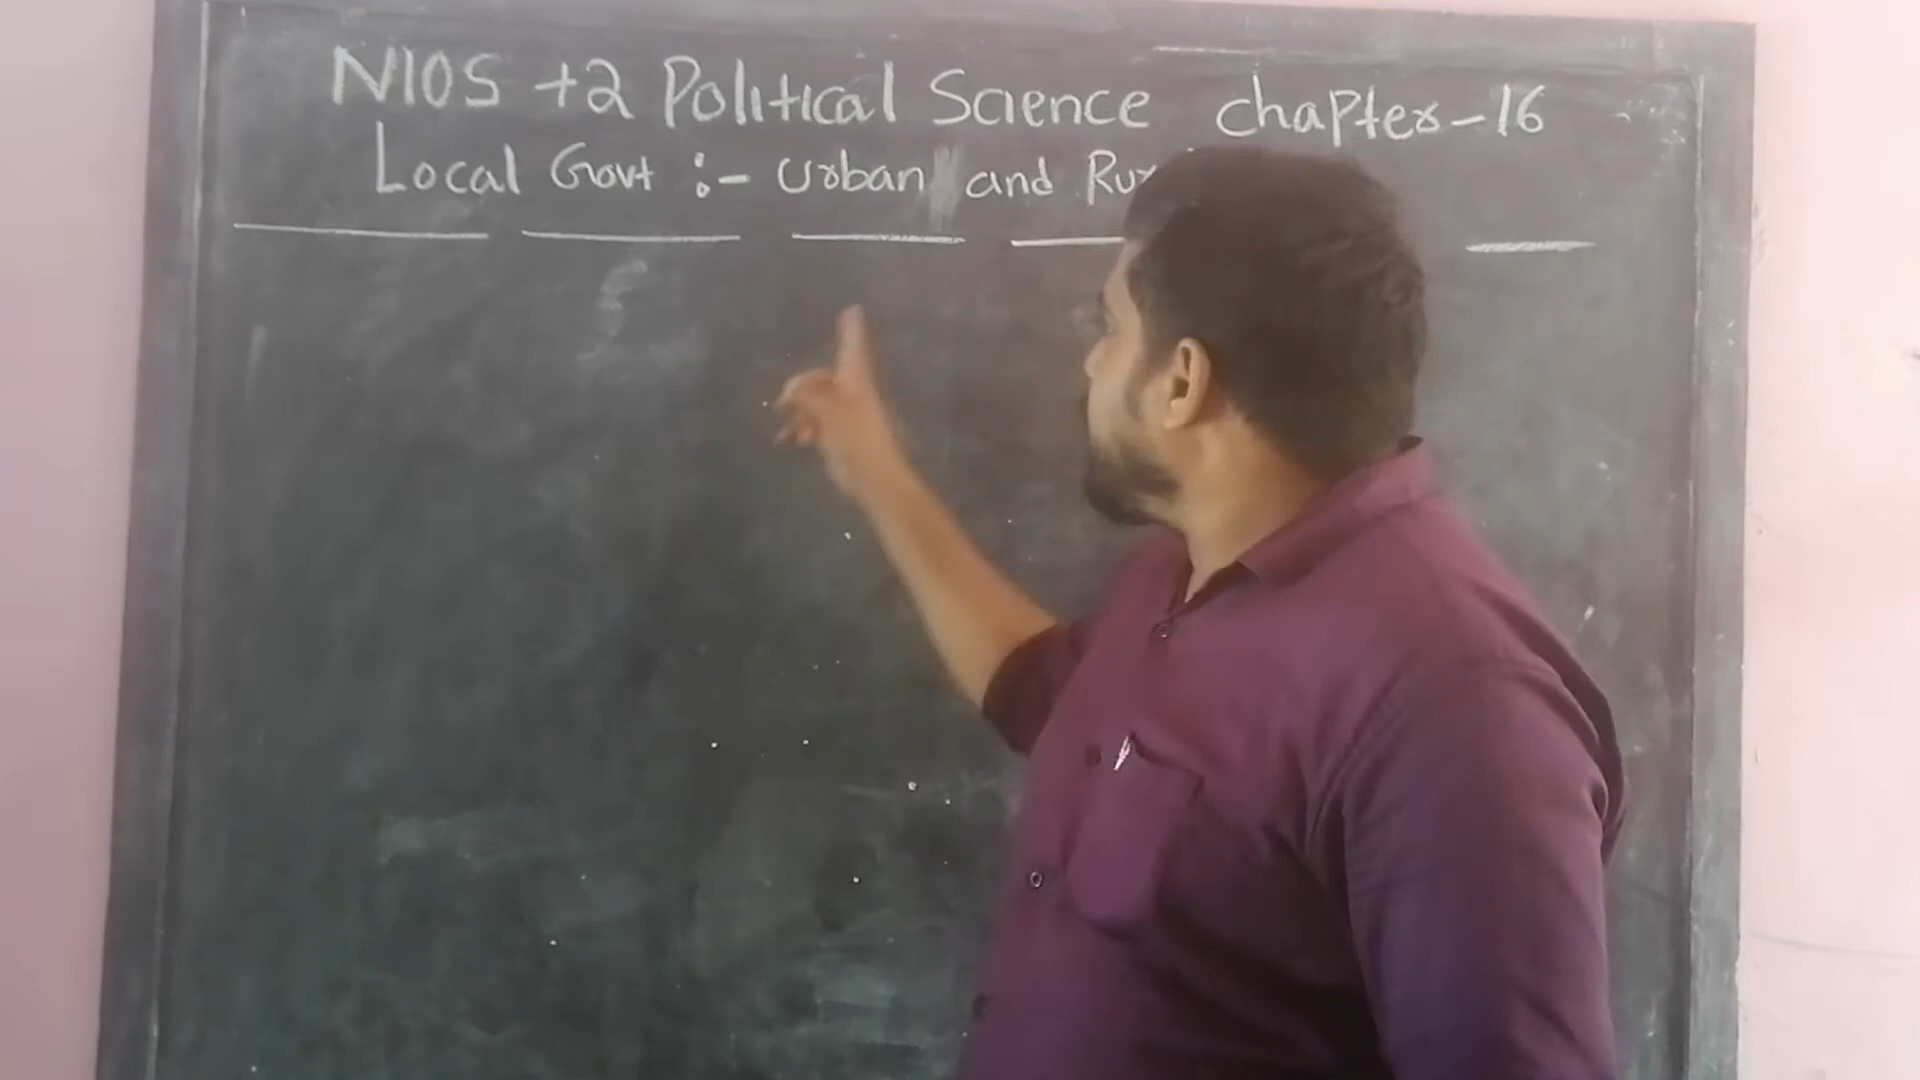 NIOS +2 Political Science chapter-16
Local Govt :- Urban and